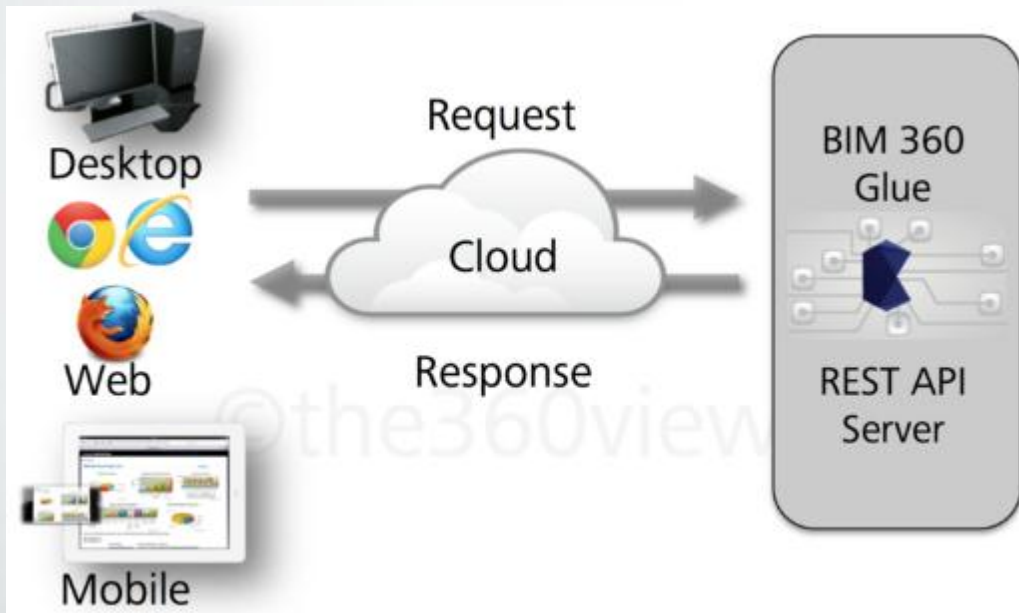 Desktop
Web
Mobile
Request
Cloud
Response
BIM 360
Glue
REST API
Server
©the360view